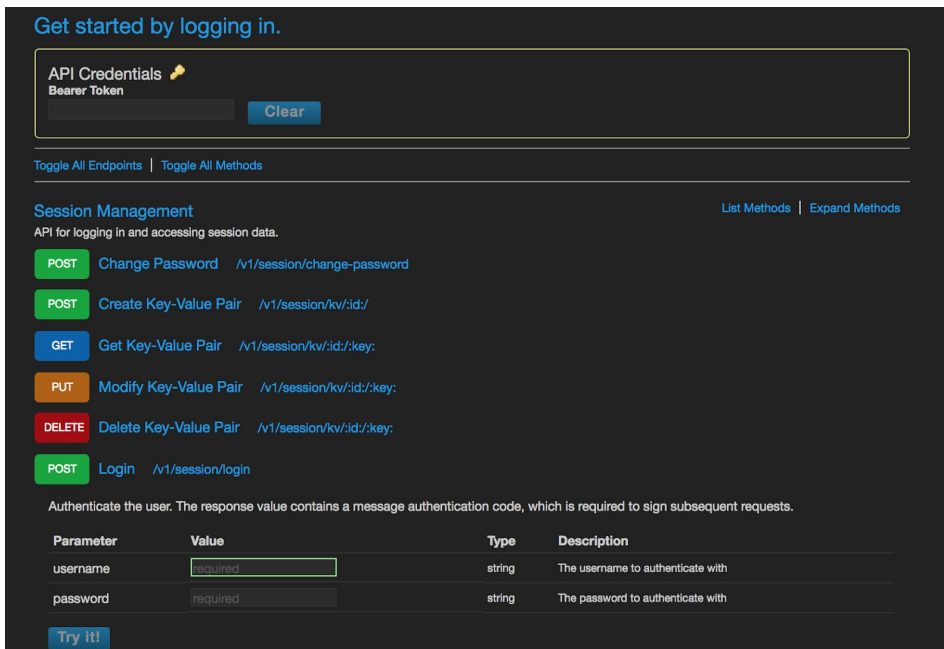 Get started by logging in.
API Credentials
Bearer Token
Clear
Toggle All Endpoints | Toggle All Methods
Session Management
List Methods | Expand Methods
API for logging in and accessing session data.
POST Change Password /v1/session/change-password
POST Create Key-Value Pair /v1/session/kv/:id:/
GET Get Key-Value Pair /v1/session/kv/:id:/:key:
PUT Modify Key-Value Pair /v1/session/kv/:id:/:key:
DELETE Delete Key-Value Pair /v1/session/kv/:id:/:key:
POST Login /v1/session/login
Authenticate the user. The response value contains a message authentication code, which is required to sign subsequent requests.
Parameter Value Type Description
username required string The username to authenticate with
password required string The password to authenticate with
Try it!